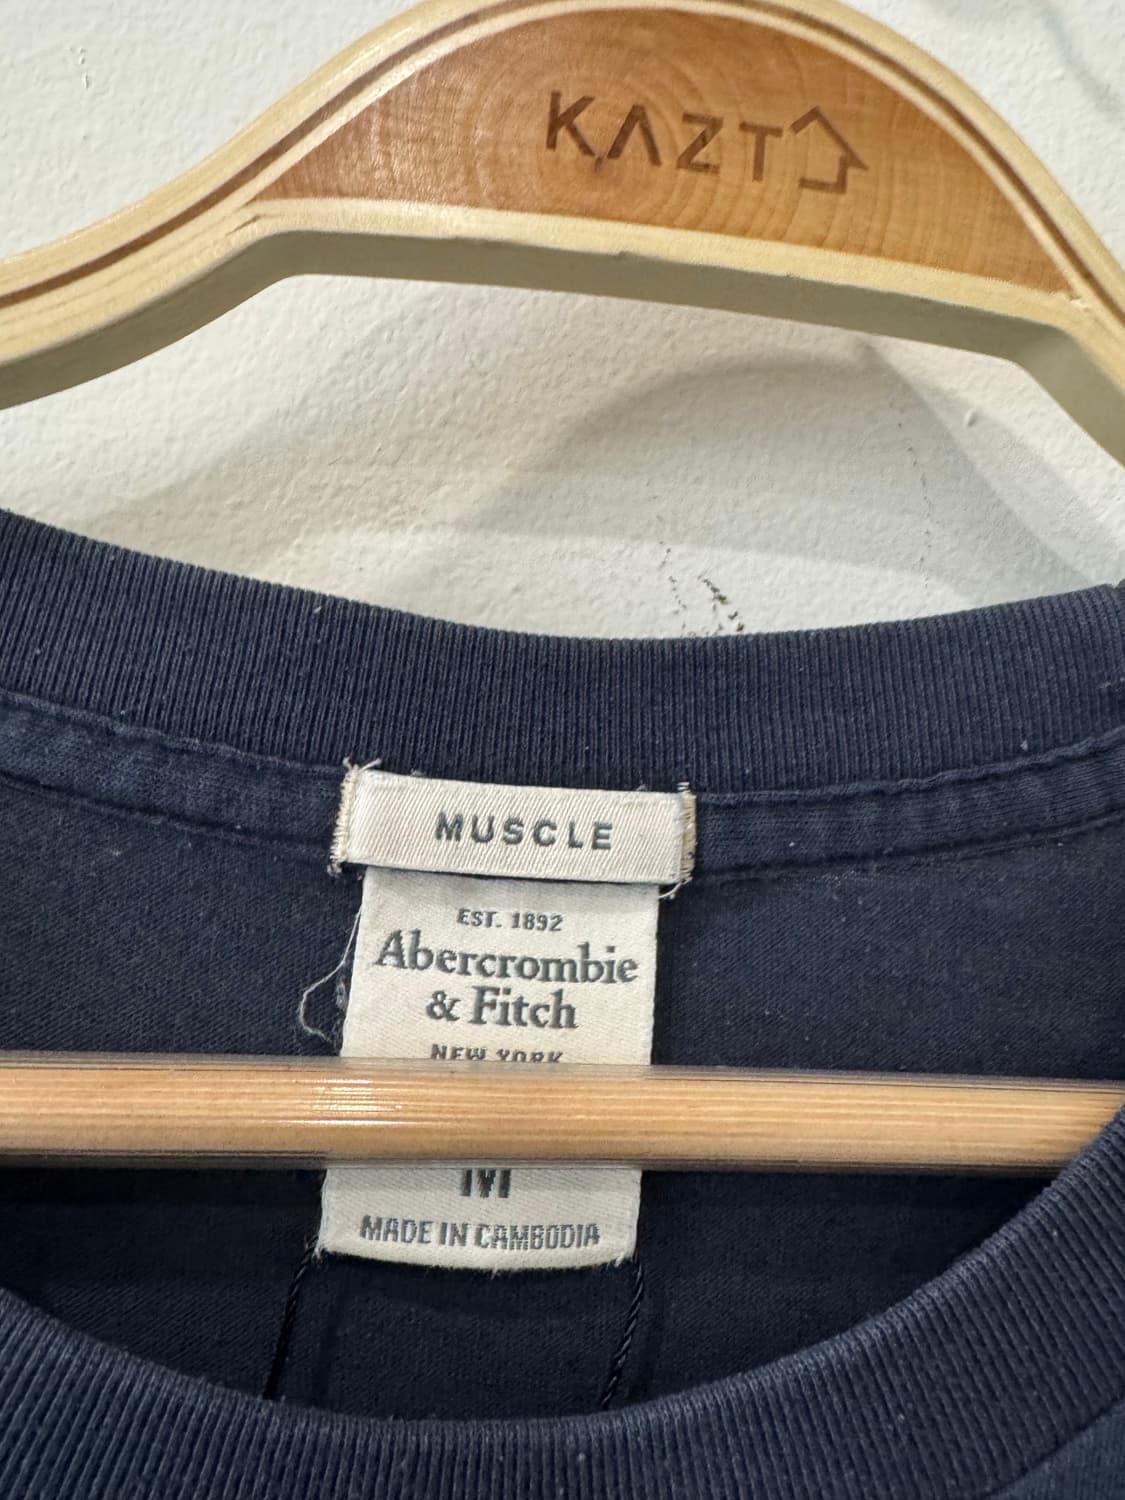 KAZT
MUSCLE
EST. 1892
Abercrombie
& Fitch
NEW YORK
M
MADE IN CAMBODIA